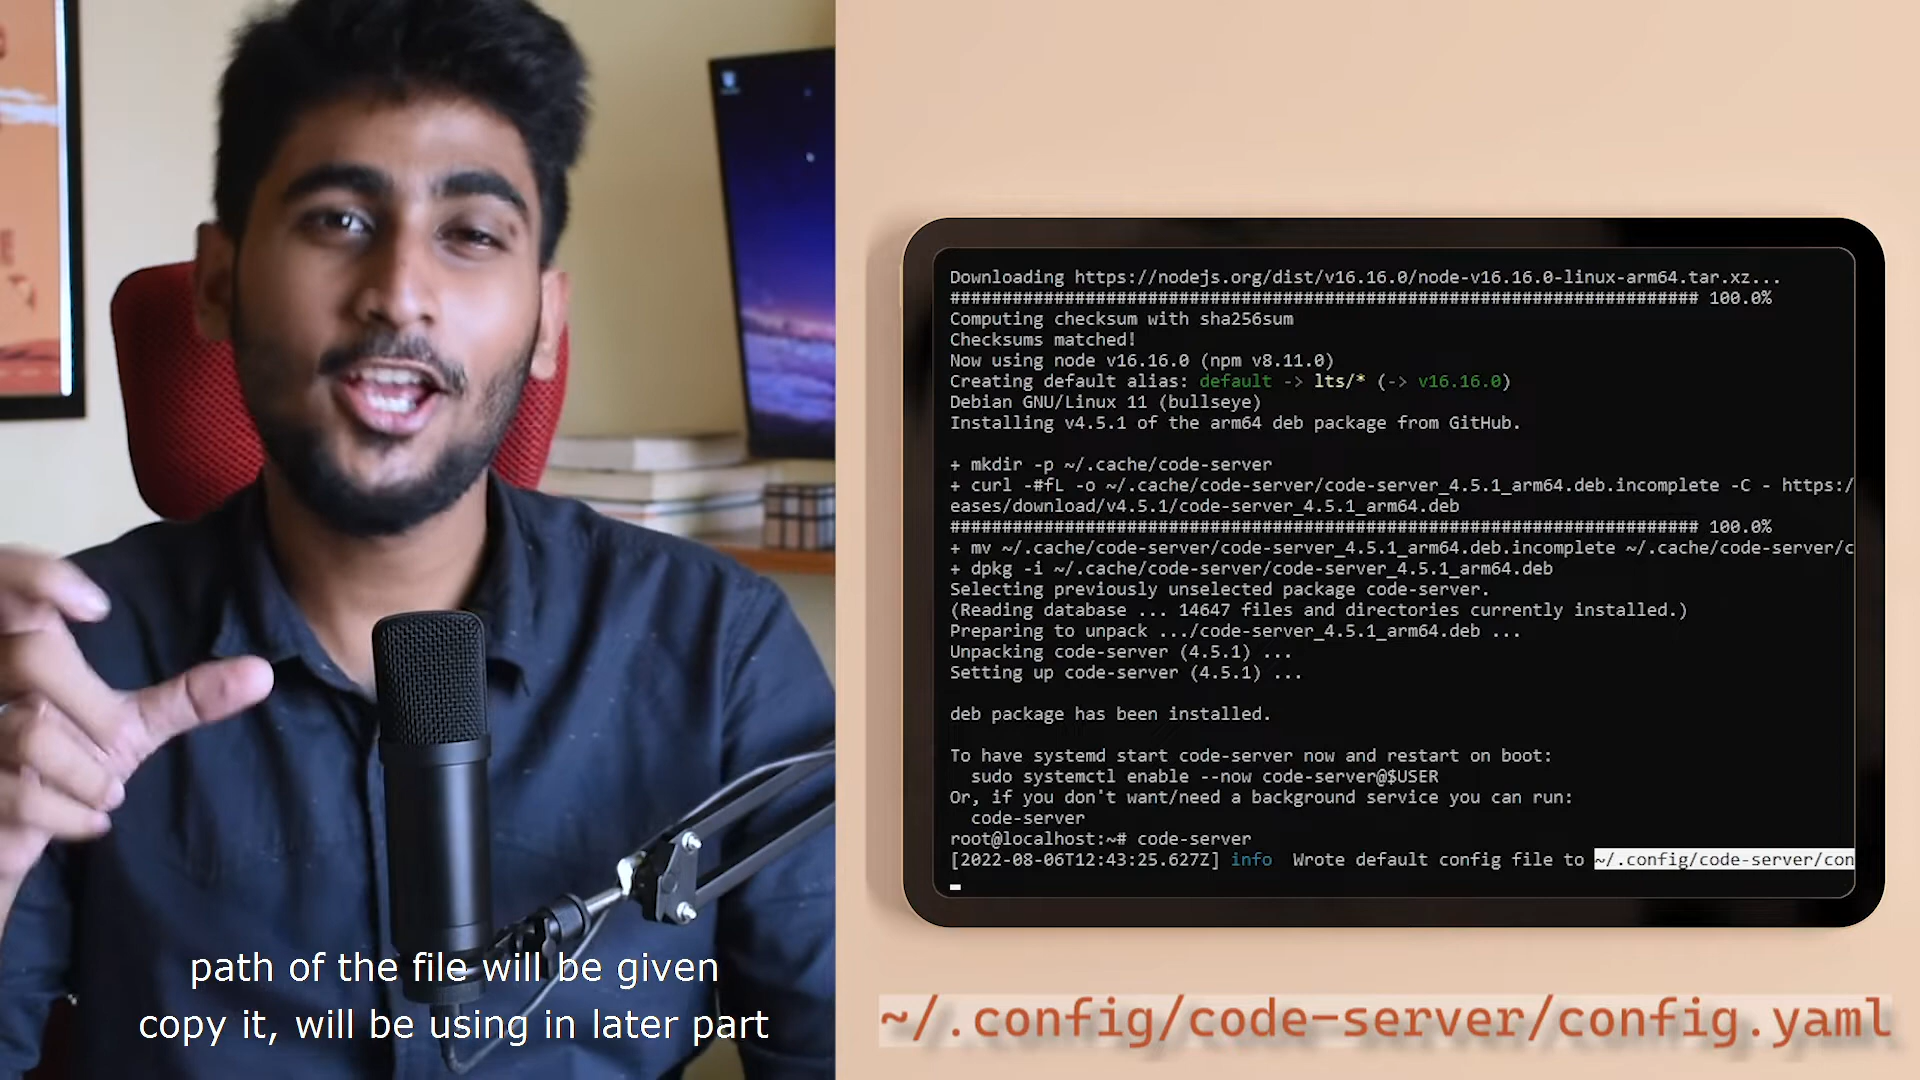 Downloading https://nodejs.org/dist/v16.16.0/node-v16.16.0-linux-arm64.tar.xz...
######################################################################## 100.0%
Computing checksum with sha256sum
Checksums matched!
Now using node v16.16.0 (npm v8.11.0)
Creating default alias: default -> lts/* (-> v16.16.0)
Debian GNU/Linux 11 (bullseye)
Installing v4.5.1 of the arm64 deb package from GitHub.
+ mkdir -p ~/.cache/code-server
+ curl -#fL -o ~/.cache/code-server/code-server_4.5.1_arm64.deb.incomplete -C - https:/
eases/download/v4.5.1/code-server_4.5.1_arm64.deb
######################################################################## 100.0%
+ mv ~/.cache/code-server/code-server_4.5.1_arm64.deb.incomplete ~/.cache/code-server/c
+ dpkg -i ~/.cache/code-server/code-server_4.5.1_arm64.deb
Selecting previously unselected package code-server.
(Reading database ... 14647 files and directories currently installed.)
Preparing to unpack .../code-server_4.5.1_arm64.deb ...
Unpacking code-server (4.5.1) ...
Setting up code-server (4.5.1) ...
deb package has been installed.
To have systemd start code-server now and restart on boot:
sudo systemctl enable --now code-server@$USER
Or, if you don't want/need a background service you can run:
code-server
root@localhost:~# code-server
[2022-08-06T12:43:25.627Z] info  Wrote default config file to ~/.config/code-server/con
path of the file will be given
copy it, will be using in later part
~/.config/code-server/config.yaml